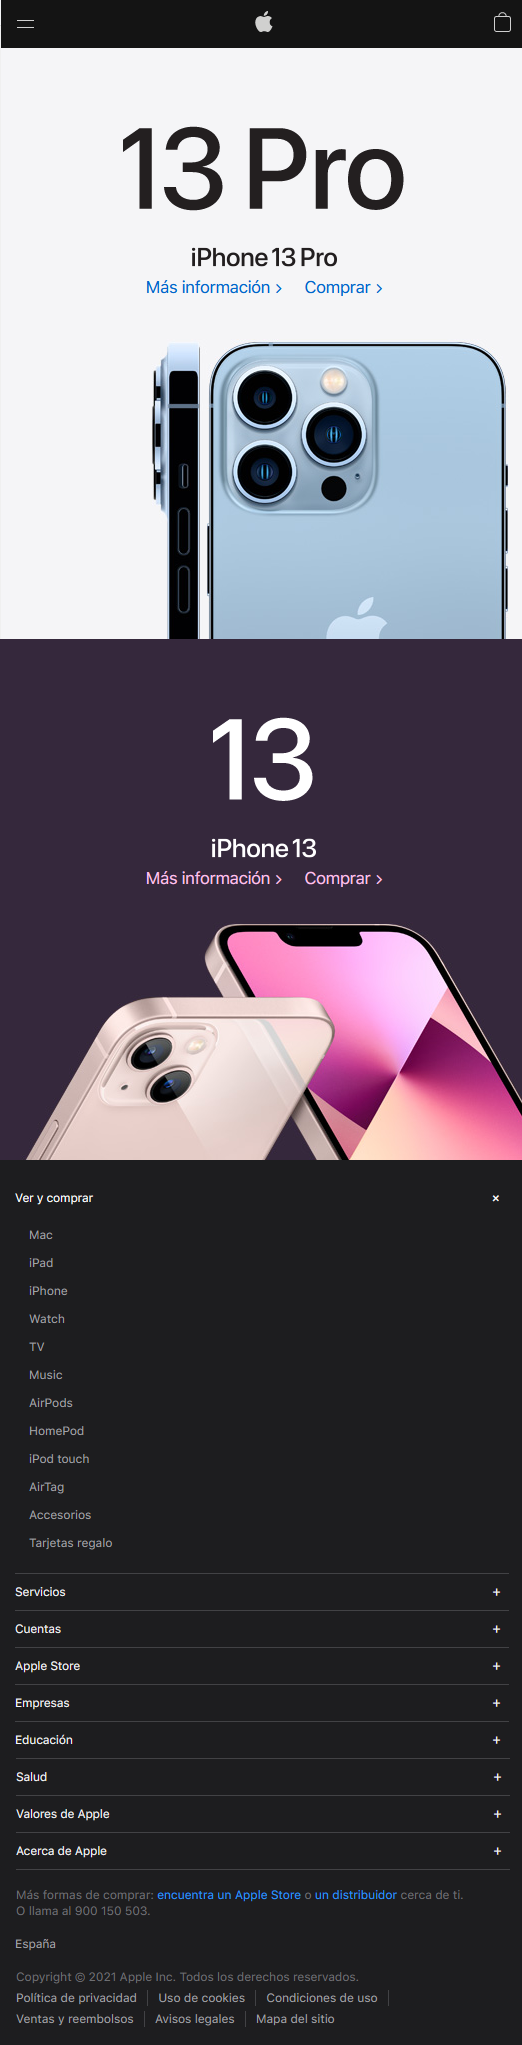 13 Pro
iPhone 13 Pro
Más información > Comprar >
13
iPhone 13
Más información > Comprar >
Ver y comprar ×
Mac
iPad
iPhone
Watch
TV
Music
AirPods
HomePod
iPod touch
AirTag
Accesorios
Tarjetas regalo
Servicios +
Cuentas +
Apple Store +
Empresas +
Educación +
Salud +
Valores de Apple +
Acerca de Apple +
Más formas de comprar: encuentra un Apple Store o un distribuidor cerca de ti.
O llama al 900 150 503.
España
Copyright © 2021 Apple Inc. Todos los derechos reservados.
Política de privacidad | Uso de cookies | Condiciones de uso |
Ventas y reembolsos | Avisos legales | Mapa del sitio